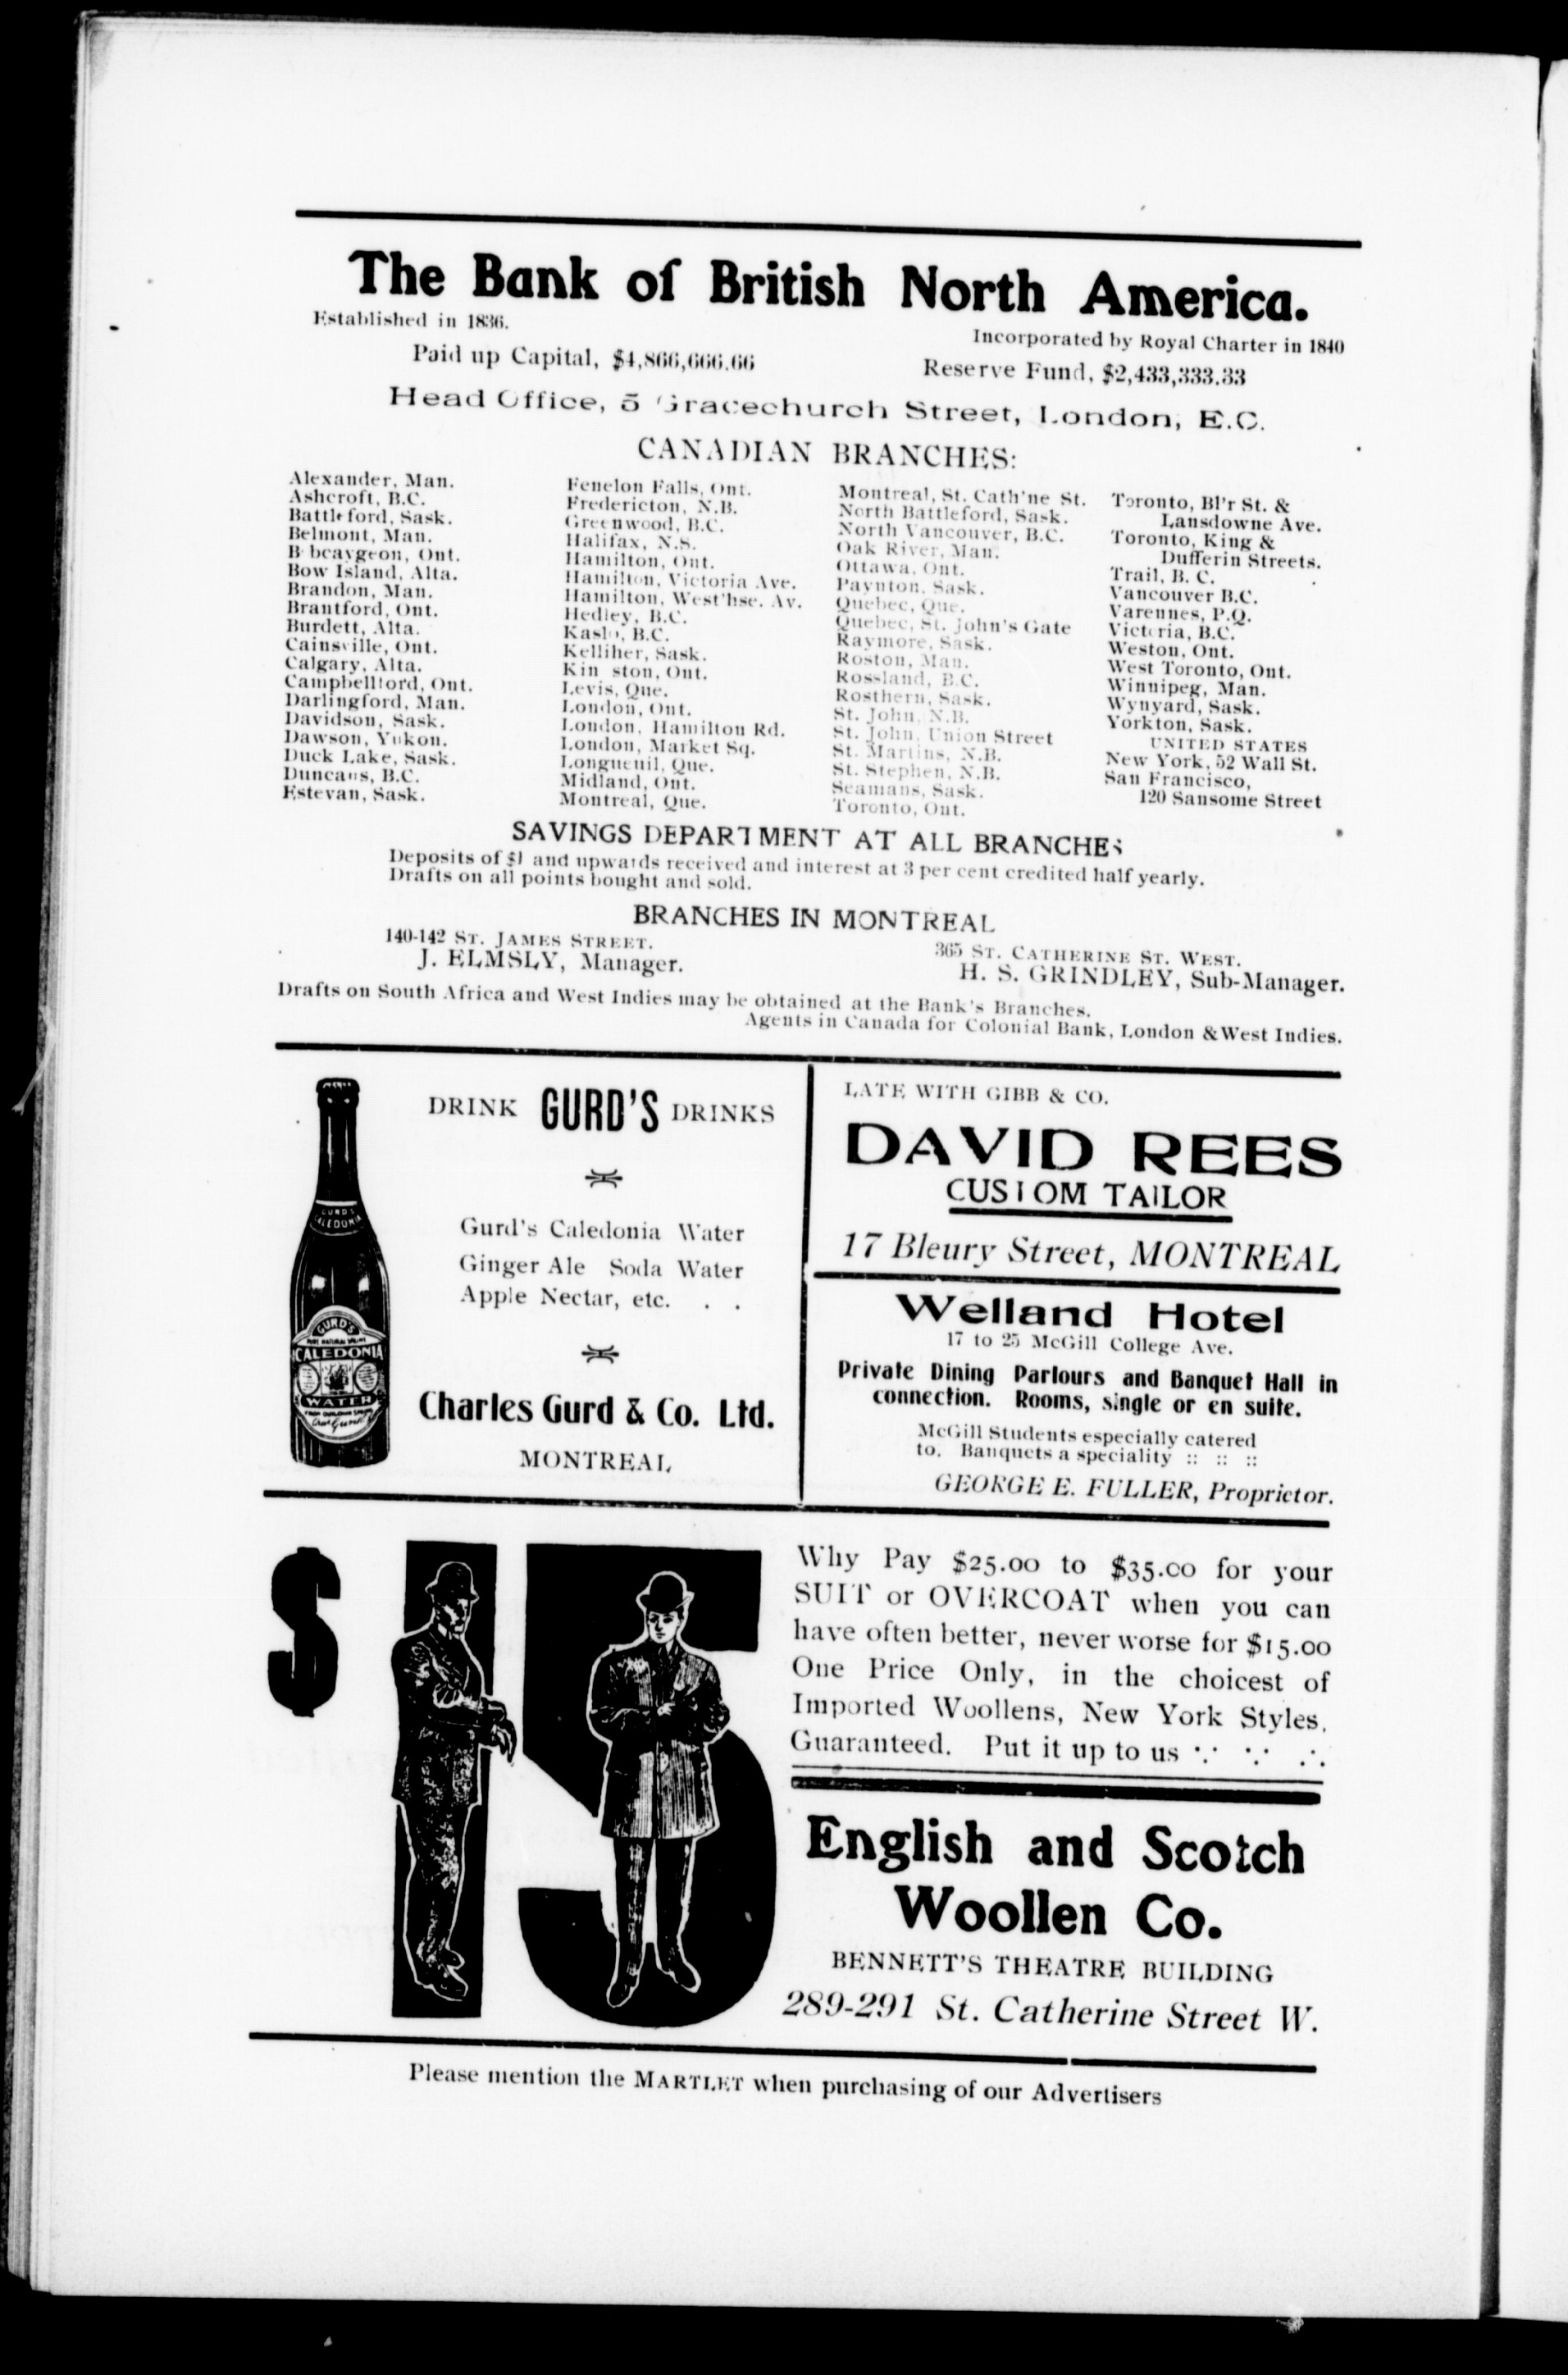 The Bank of British North America.
Established in 1836.
Incorporated by Royal Charter in 1840
Paid up Capital, $4,866,666.66
Reserve Fund, $2,433,333.33
Head Office, 5 Gracechurch Street, London, E.C.
CANADIAN BRANCHES:
Alexander, Man.
Ashcroft, B.C.
Battleford, Sask.
Belmont, Man.
B bcaygeon, Ont.
Bow Island, Alta.
Brandon, Man.
Brantford, Ont.
Burdett, Alta.
Cainsville, Ont.
Calgary, Alta.
Campbellford, Ont.
Darlingford, Man.
Davidson, Sask.
Dawson, Yukon.
Duck Lake, Sask.
Duncans, B.C.
Estevan, Sask.
Fenelon Falls, Ont.
Fredericton, N.B.
Greenwood, B.C.
Halifax, N.S.
Hamilton, Ont.
Hamilton, Victoria Ave.
Hamilton, West'hse. Av.
Hedley, B.C.
Kaslo, B.C.
Kelliher, Sask.
Kin ston, Ont.
Levis, Que.
London, Ont.
London, Hamilton Rd.
London, Market Sq.
Longueuil, Que.
Midland, Ont.
Montreal, Que.
Montreal, St. Cath'ne St.
North Battleford, Sask.
North Vancouver, B.C.
Oak River, Man.
Ottawa, Ont.
Paynton, Sask.
Quebec, Que.
Quebec, St. John's Gate
Raymore, Sask.
Roston, Man.
Rossland, B.C.
Rosthern, Sask.
St. John, N.B.
St. John, Union Street
St. Martins, N.B.
St. Stephen, N.B.
Seamans, Sask.
Toronto, Ont.
Toronto, Bl'r St. &
Lansdowne Ave.
Toronto, King &
Dufferin Streets.
Trail, B. C.
Vancouver B.C.
Varennes, P.Q.
Victoria, B.C.
Weston, Ont.
West Toronto, Ont.
Winnipeg, Man.
Wynyard, Sask.
Yorkton, Sask.
UNITED STATES
New York, 52 Wall St.
San Francisco,
120 Sansome Street
SAVINGS DEPARTMENT AT ALL BRANCHES
Deposits of $1 and upwards received and interest at 3 per cent credited half yearly.
Drafts on all points bought and sold.
BRANCHES IN MONTREAL
140-142 ST. JAMES STREET.
J. ELMSLY, Manager.
365 ST. CATHERINE ST. WEST.
H. S. GRINDLEY, Sub-Manager.
Drafts on South Africa and West Indies may be obtained at the Bank's Branches.
Agents in Canada for Colonial Bank, London & West Indies.
DRINK GURD'S DRINKS
Gurd's Caledonia Water
Ginger Ale Soda Water
Apple Nectar, etc. . .
Charles Gurd & Co. Ltd.
MONTREAL
GURD'S
CALEDONIA
GURD'S
CALEDONIA
WATER
LATE WITH GIBB & CO.
DAVID REES
CUSTOM TAILOR
17 Bleury Street, MONTREAL
Welland Hotel
17 to 25 McGill College Ave.
Private Dining Parlours and Banquet Hall in
connection. Rooms, single or en suite.
McGill Students especially catered
to. Banquets a speciality :: :: ::
GEORGE E. FULLER, Proprietor.
$15
Why Pay $25.00 to $35.00 for your
SUIT or OVERCOAT when you can
have often better, never worse for $15.00
One Price Only, in the choicest of
Imported Woollens, New York Styles,
Guaranteed. Put it up to us ∵ ∵ ∴
English and Scotch
Woollen Co.
BENNETT'S THEATRE BUILDING
289-291 St. Catherine Street W.
Please mention the MARTLET when purchasing of our Advertisers